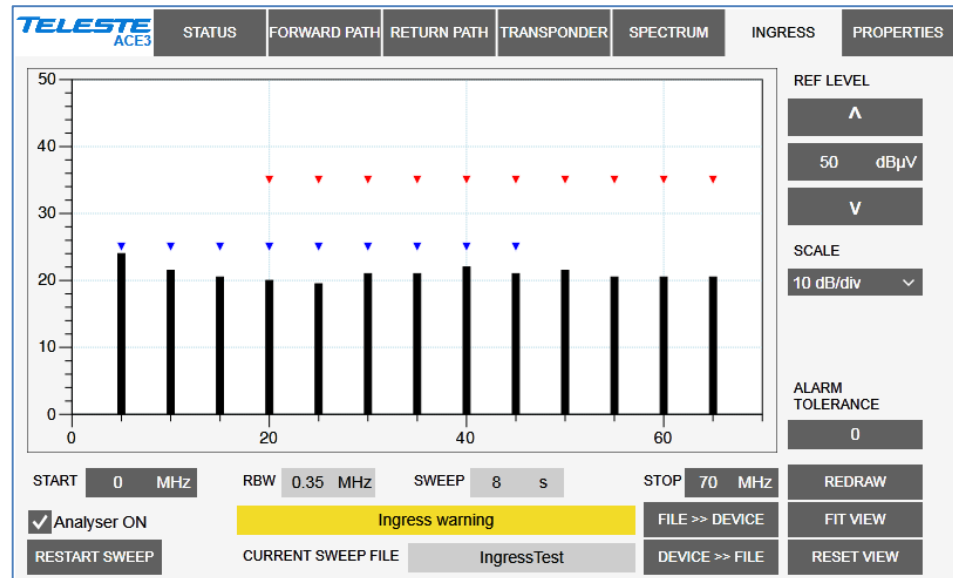 TELESTE
ACE3
STATUS FORWARD PATH RETURN PATH TRANSPONDER SPECTRUM INGRESS PROPERTIES
50
40
30
20
10
0
0 20 40 60
REF LEVEL
Λ
50 dBµV
V
SCALE
10 dB/div
ALARM
TOLERANCE
0
START 0 MHz RBW 0.35 MHz SWEEP 8 s STOP 70 MHz REDRAW
Analyser ON Ingress warning FILE >> DEVICE FIT VIEW
RESTART SWEEP CURRENT SWEEP FILE IngressTest DEVICE >> FILE RESET VIEW